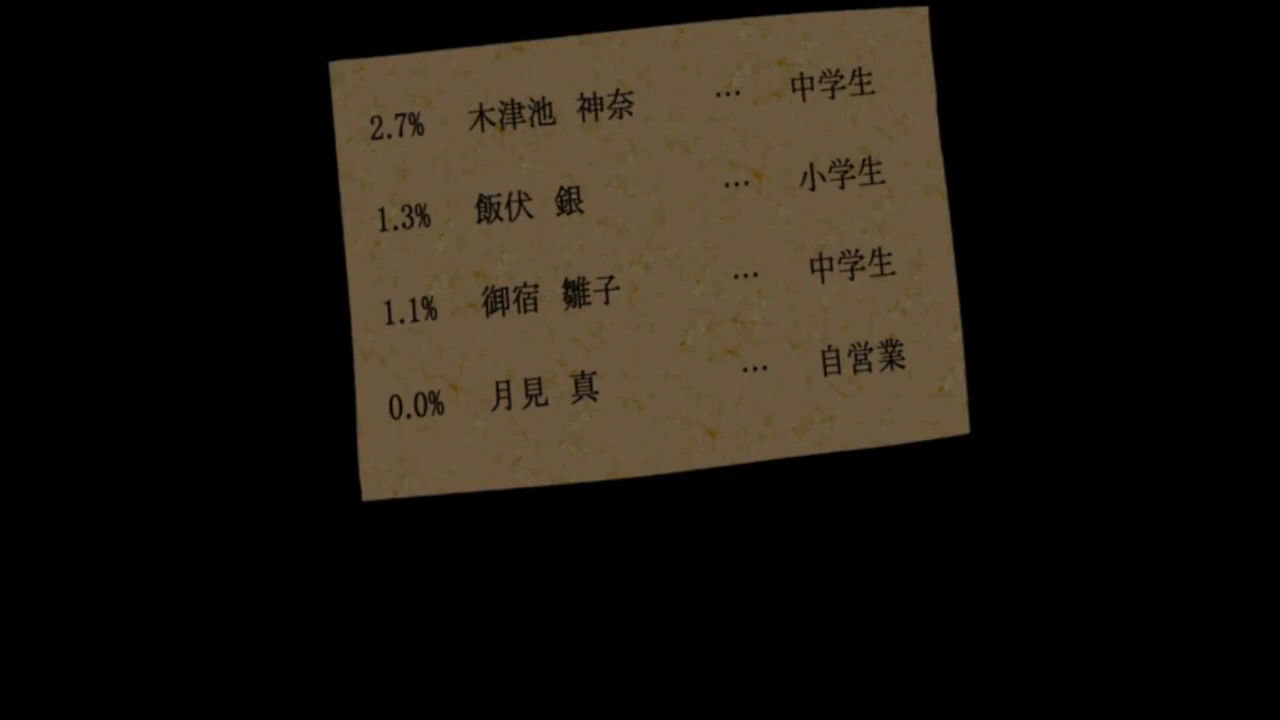 2.7% 木津池 神奈 … 中学生
1.3% 飯伏 銀 … 小学生
1.1% 御宿 雛子 … 中学生
0.0% 月見 真 … 自営業